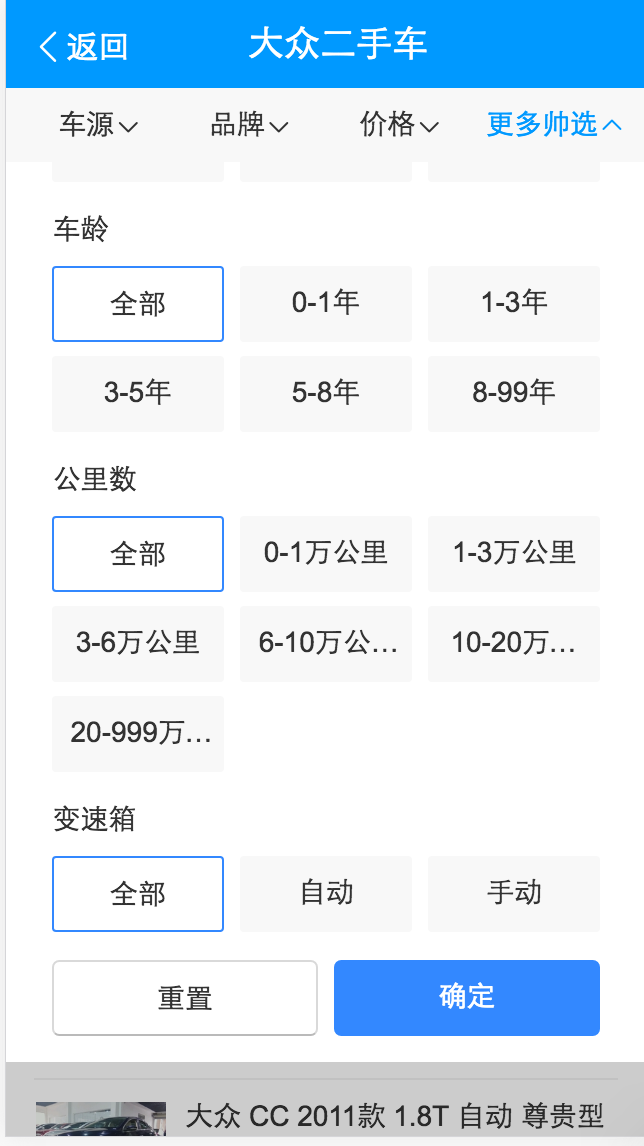 返回 大众二手车
车源 品牌 价格 更多帅选
车龄
全部 0-1年 1-3年
3-5年 5-8年 8-99年
公里数
全部 0-1万公里 1-3万公里
3-6万公里 6-10万公... 10-20万...
20-999万...
变速箱
全部 自动 手动
重置 确定
大众 CC 2011款 1.8T 自动 尊贵型